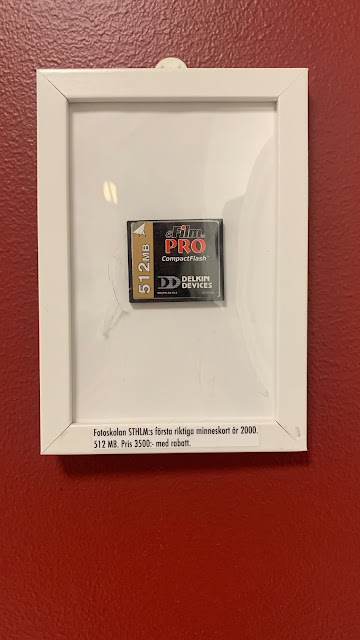 eFilm
PRO
CompactFlash
512MB
DELKIN
DEVICES
Fotoskolan STHLM:s första riktiga minneskort år 2000.
512 MB. Pris 3500:- med rabatt.